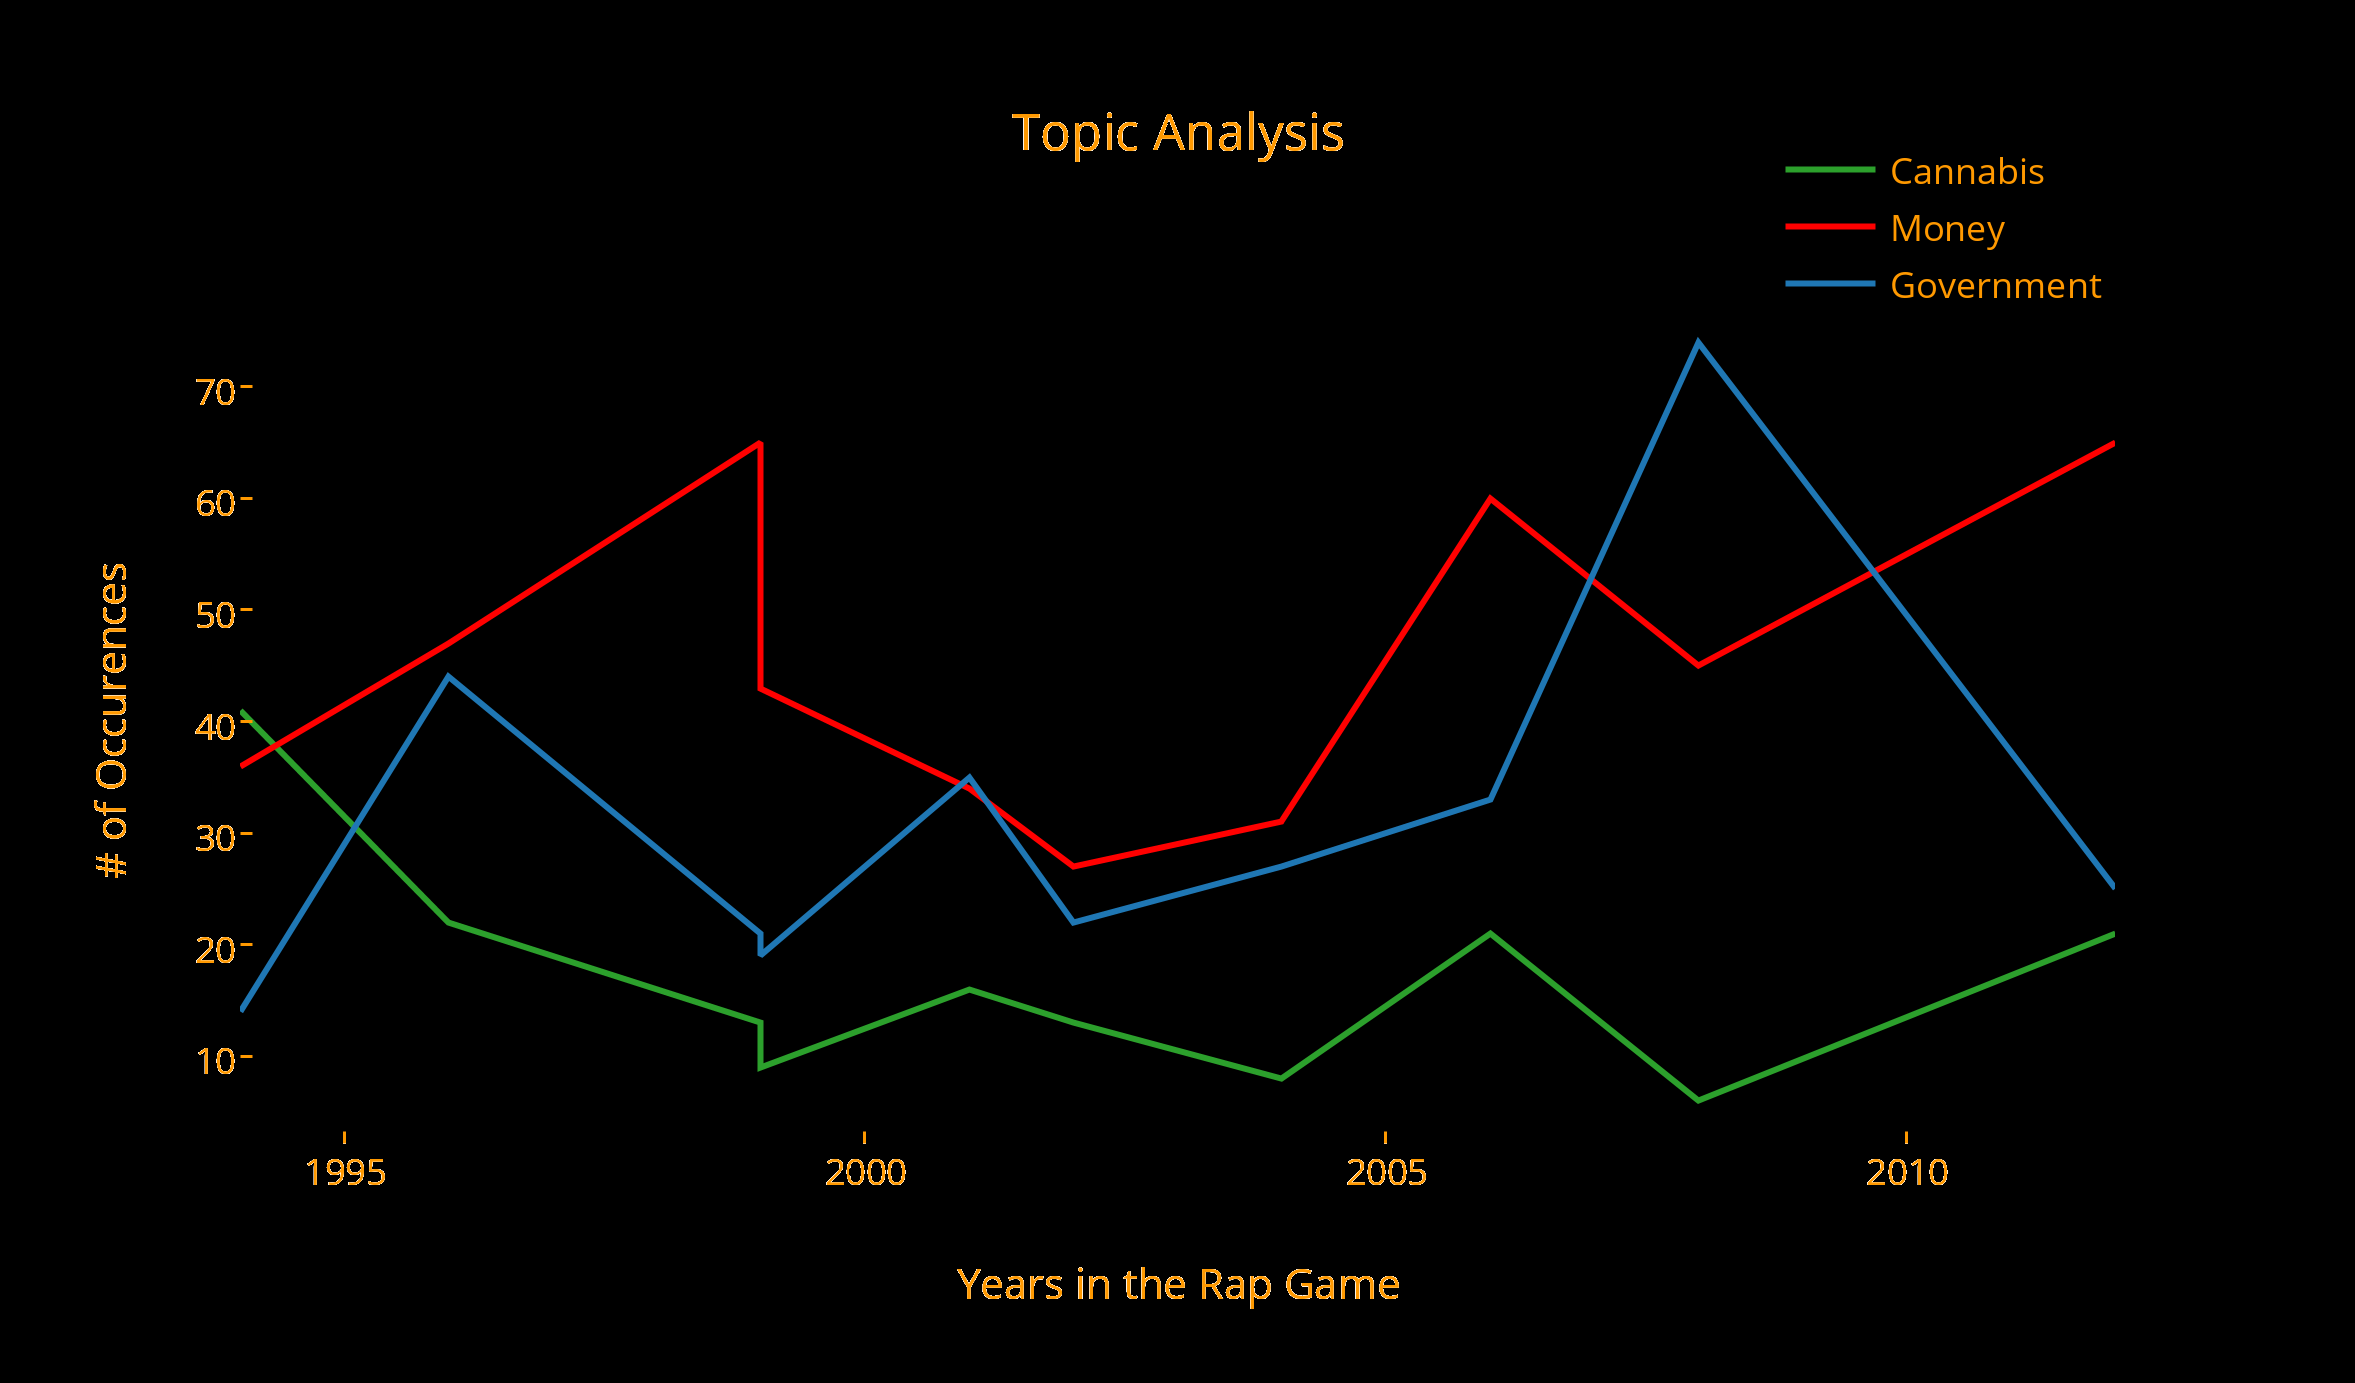 Topic Analysis
Cannabis
Money
Government
# of Occurences
70
60
50
40
30
20
10
1995
2000
2005
2010
Years in the Rap Game